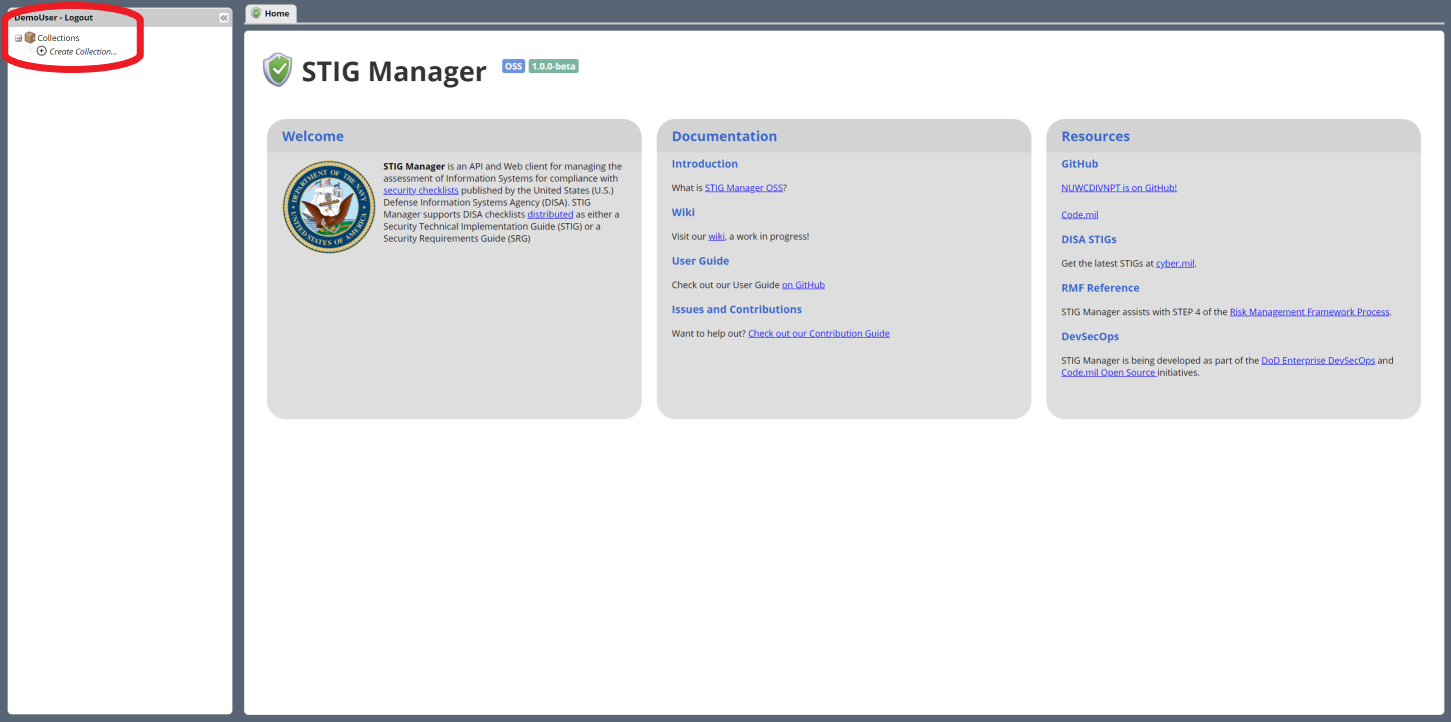 DemoUser - Logout
Collections
Create Collection...
Home
STIG Manager OSS 1.0.0-beta
Welcome
DEPARTMENT OF THE NAVY
UNITED STATES OF AMERICA
STIG Manager is an API and Web client for managing the
assessment of Information Systems for compliance with
security checklists published by the United States (U.S.)
Defense Information Systems Agency (DISA). STIG
Manager supports DISA checklists distributed as either a
Security Technical Implementation Guide (STIG) or a
Security Requirements Guide (SRG)
Documentation
Introduction
What is STIG Manager OSS?
Wiki
Visit our wiki, a work in progress!
User Guide
Check out our User Guide on GitHub
Issues and Contributions
Want to help out? Check out our Contribution Guide
Resources
GitHub
NUWCDIVNPT is on GitHub!
Code.mil
DISA STIGs
Get the latest STIGs at cyber.mil.
RMF Reference
STIG Manager assists with STEP 4 of the Risk Management Framework Process.
DevSecOps
STIG Manager is being developed as part of the DoD Enterprise DevSecOps and
Code.mil Open Source initiatives.